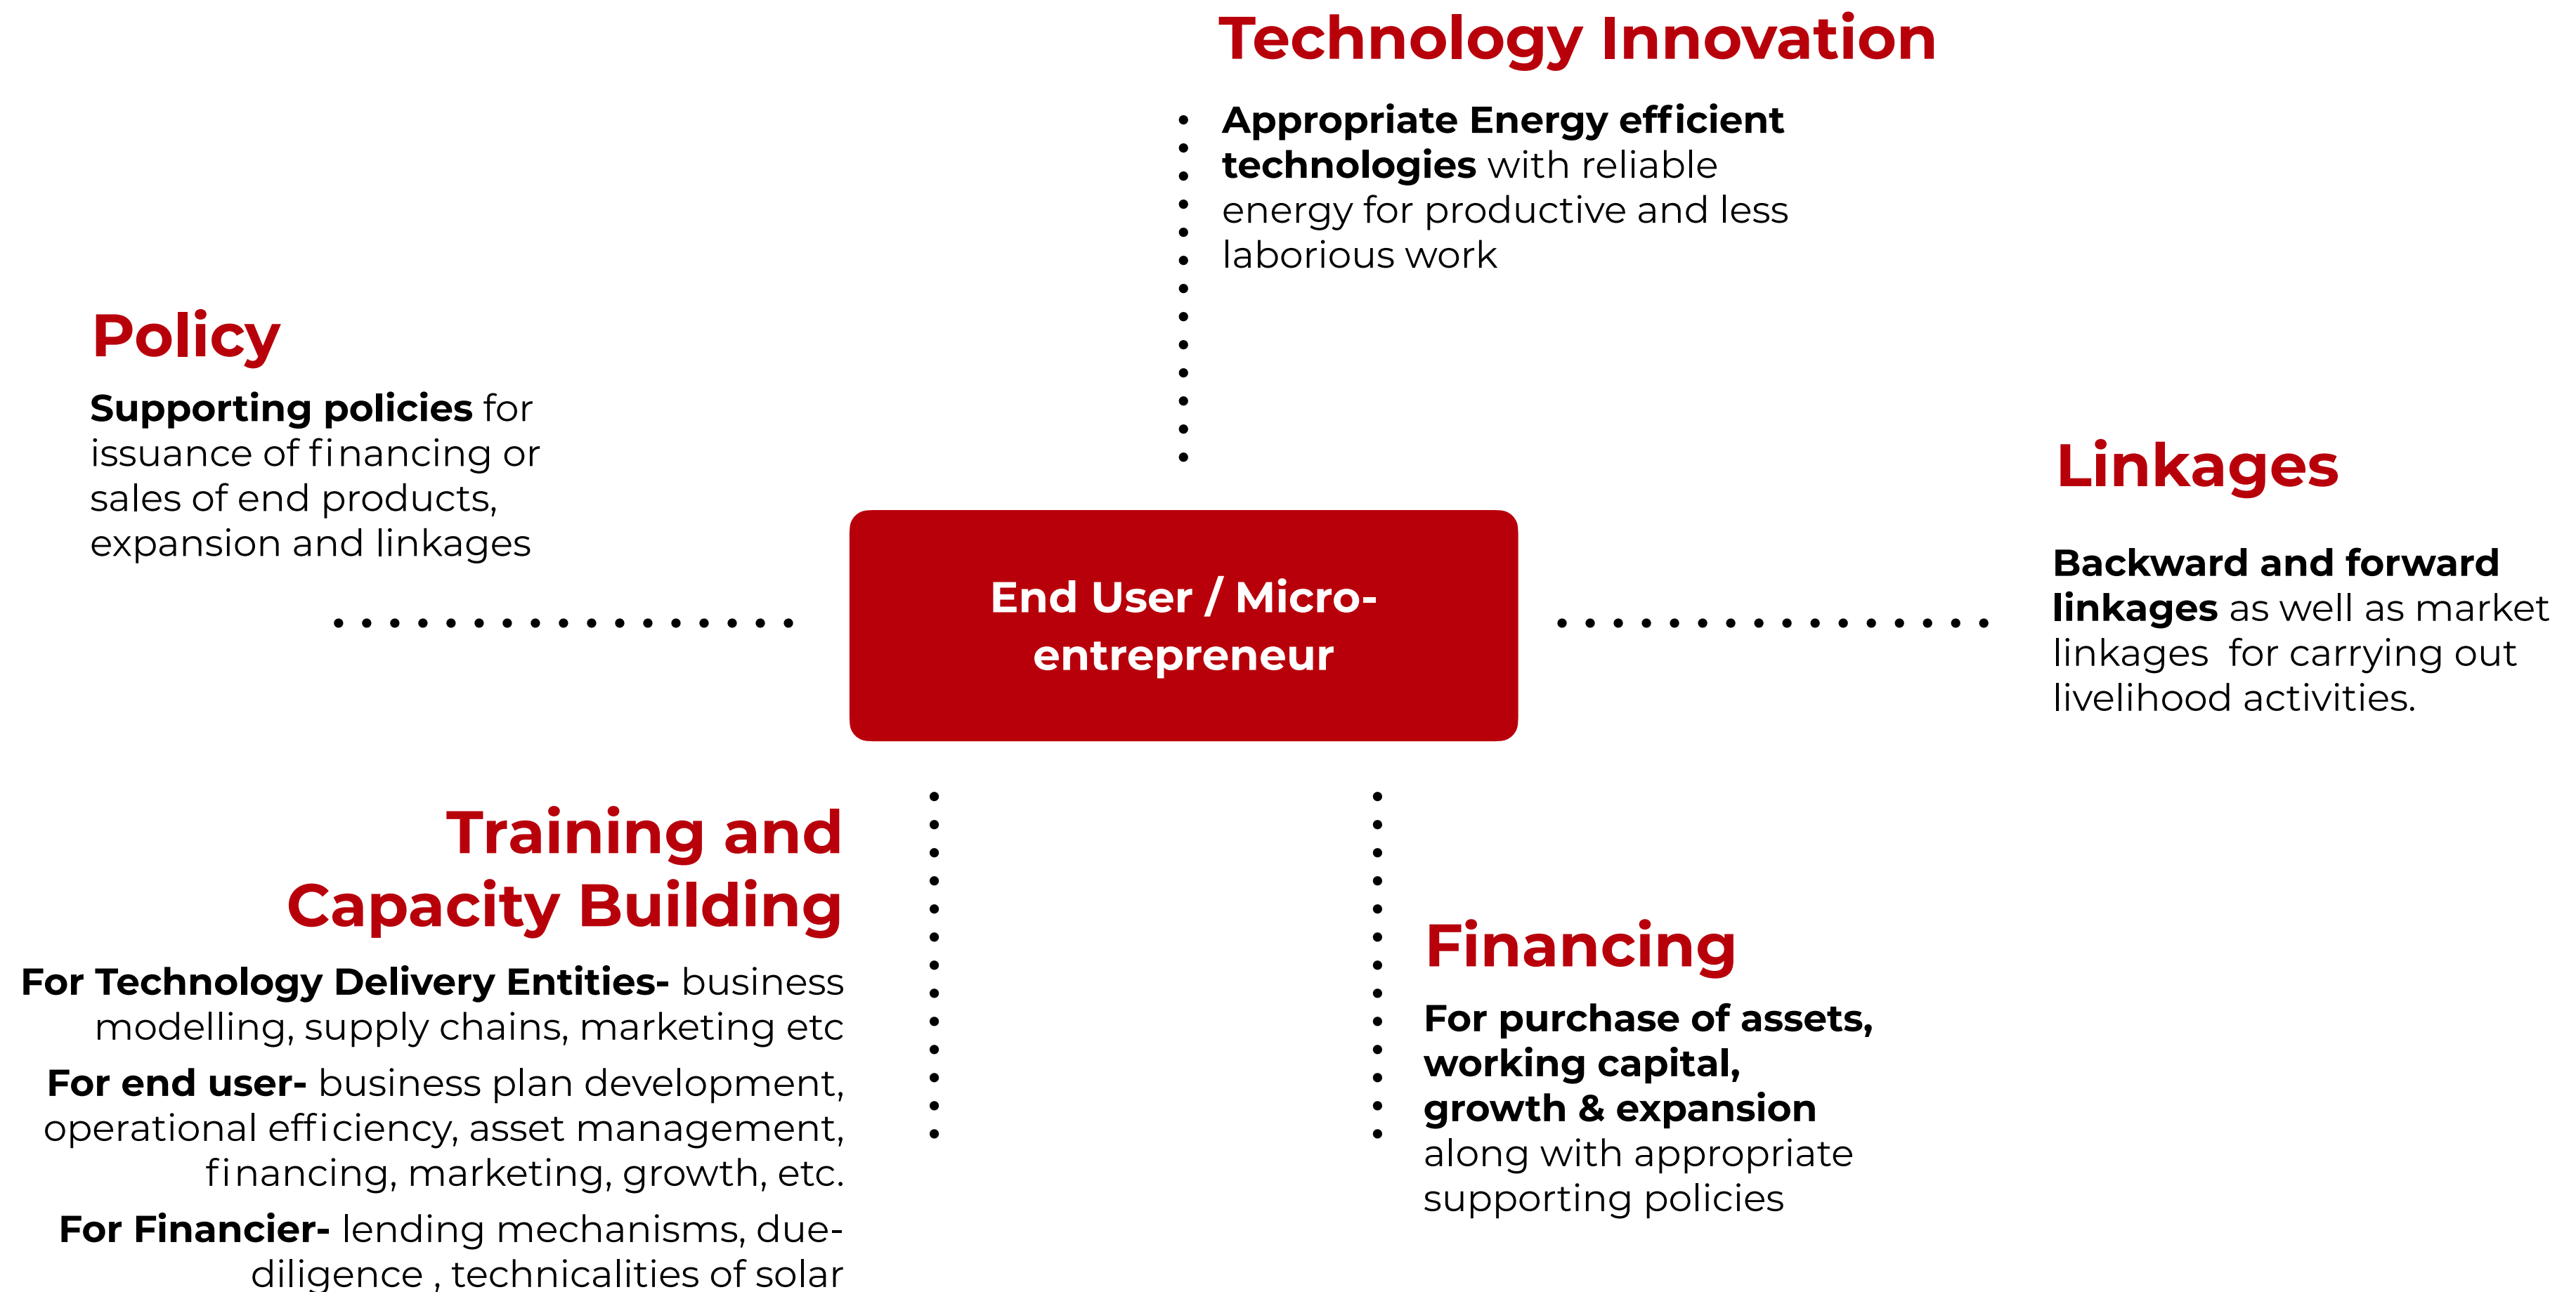 Technology Innovation
Appropriate Energy efficient
technologies with reliable
energy for productive and less
laborious work
Policy
Supporting policies for
issuance of financing or
sales of end products,
expansion and linkages
Linkages
Backward and forward
linkages as well as market
linkages  for carrying out
livelihood activities.
End User / Micro-
entrepreneur
Training and
Capacity Building
For Technology Delivery Entities- business
modelling, supply chains, marketing etc
For end user- business plan development,
operational efficiency, asset management,
financing, marketing, growth, etc.
For Financier- lending mechanisms, due-
diligence , technicalities of solar
Financing
For purchase of assets,
working capital,
growth & expansion
along with appropriate
supporting policies